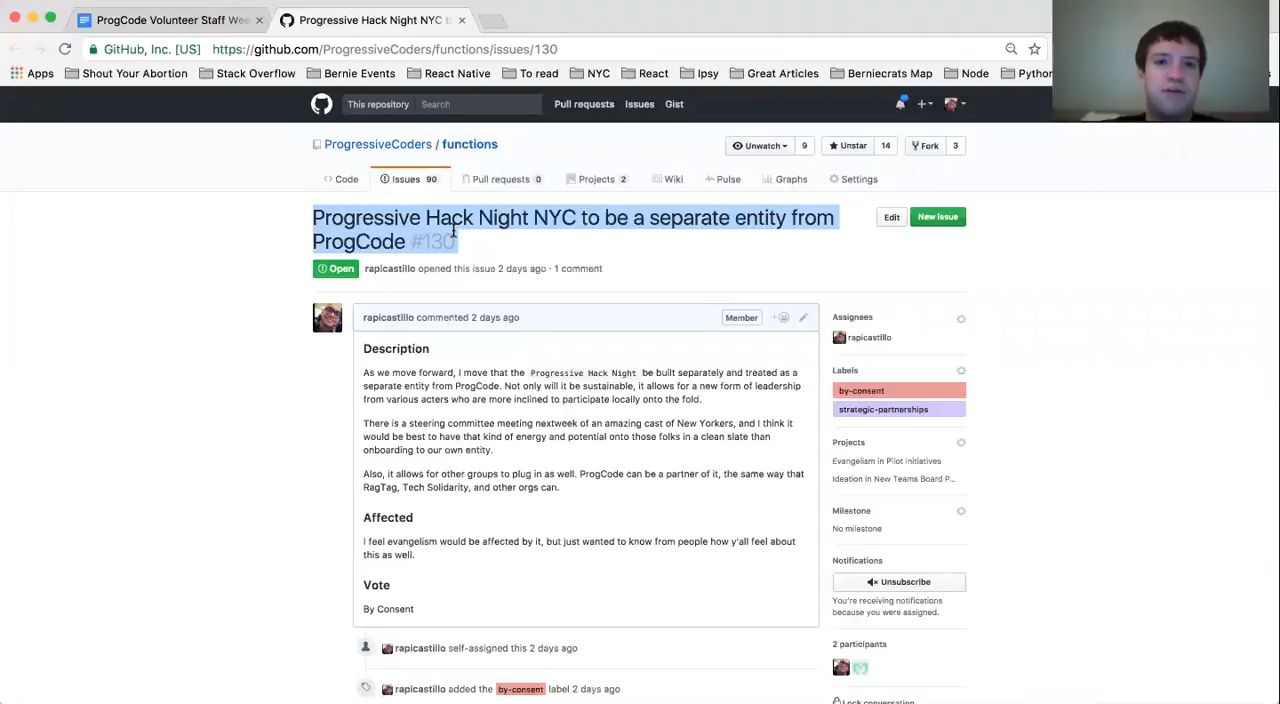 ProgCode Volunteer Staff Wee
Progressive Hack Night NYC t
GitHub, Inc. [US] https://github.com/ProgressiveCoders/functions/issues/130
Apps Shout Your Abortion Stack Overflow Bernie Events React Native To read NYC React Ipsy Great Articles Berniecrats Map Node Python
This repository Search Pull requests Issues Gist
ProgressiveCoders / functions
Unwatch 9 Unstar 14 Fork 3
Code Issues 90 Pull requests 0 Projects 2 Wiki Pulse Graphs Settings
Progressive Hack Night NYC to be a separate entity from
ProgCode #130
Edit New Issue
Open rapicastillo opened this issue 2 days ago · 1 comment
rapicastillo commented 2 days ago Member
Description
As we move forward, I move that the Progressive Hack Night be built separately and treated as a
separate entity from ProgCode. Not only will it be sustainable, it allows for a new form of leadership
from various acters who are more inclined to participate locally onto the fold.
There is a steering committee meeting nextweek of an amazing cast of New Yorkers, and I think it
would be best to have that kind of energy and potential onto those folks in a clean slate than
onboarding to our own entity.
Also, it allows for other groups to plug in as well. ProgCode can be a partner of it, the same way that
RagTag, Tech Solidarity, and other orgs can.
Affected
I feel evangelism would be affected by it, but just wanted to know from people how y'all feel about
this as well.
Vote
By Consent
rapicastillo self-assigned this 2 days ago
rapicastillo added the by-consent label 2 days ago
Assignees
rapicastillo
Labels
by-consent
strategic-partnerships
Projects
Evangelism in Pilot Initiatives
Ideation in New Teams Board P...
Milestone
No milestone
Notifications
Unsubscribe
You're receiving notifications
because you were assigned.
2 participants
Lock conversation